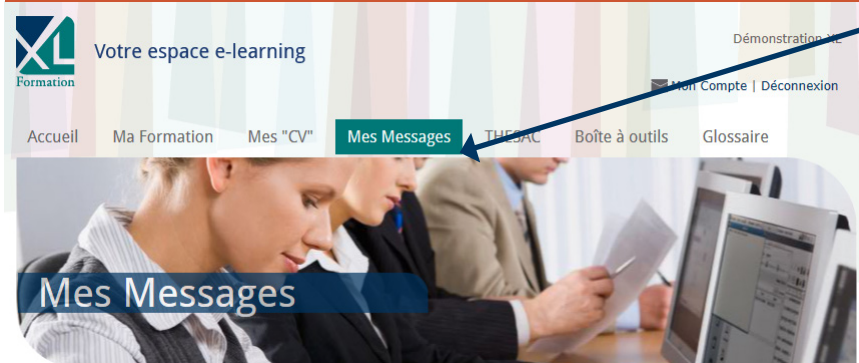 XL
Formation
Votre espace e-learning
Démonstration XL
Mon Compte | Déconnexion
Accueil Ma Formation Mes "CV" Mes Messages THESAC Boîte à outils Glossaire
Mes Messages